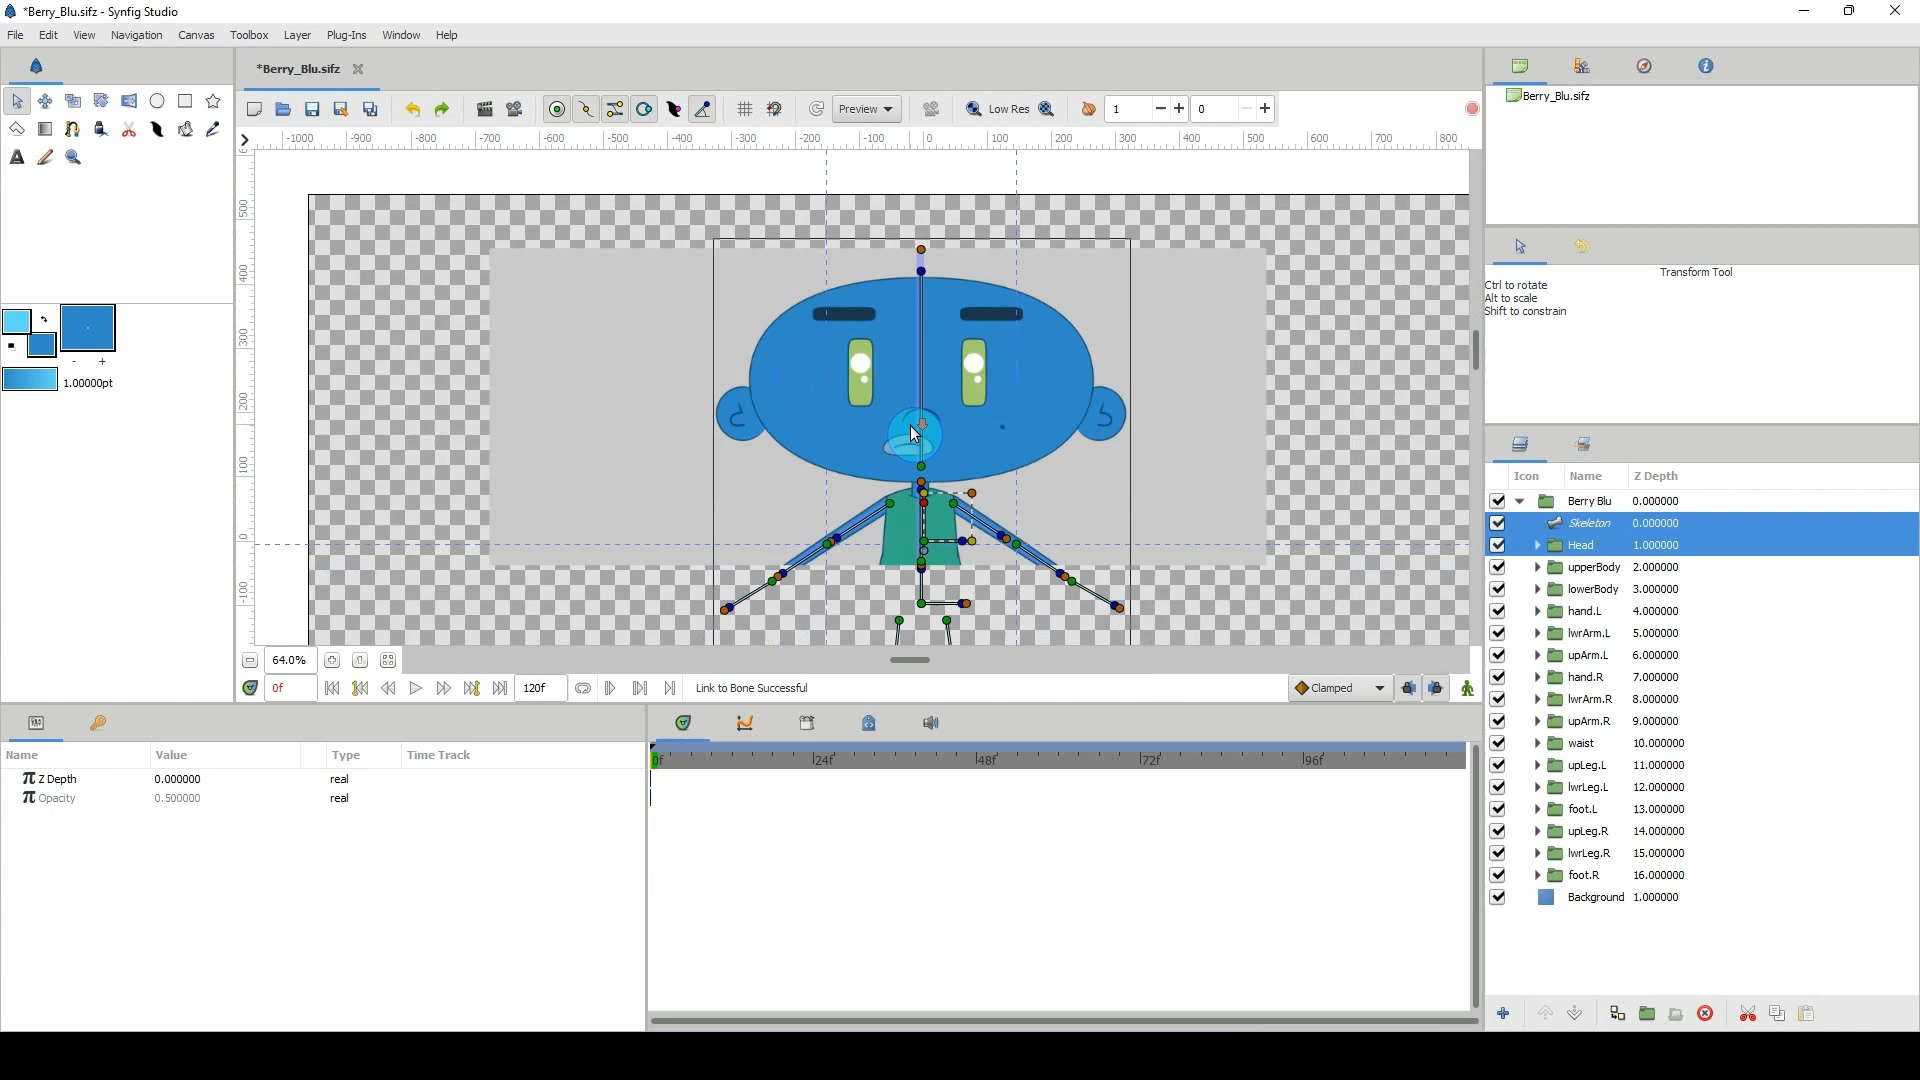 *Berry_Blu.sifz - Synfig Studio
File Edit View Navigation Canvas Toolbox Layer Plug-Ins Window Help
*Berry_Blu.sifz
Preview Low Res 1 0
-1000 -900 -800 -700 -600 -500 -400 -300 -200 -100 0 100 200 300 400 500 600 700 800
500
400
300
200
100
0
-100
1.00000pt
Berry_Blu.sifz
Transform Tool
Ctrl to rotate
Alt to scale
Shift to constrain
Icon Name Z Depth
Berry Blu 0.000000
Skeleton 0.000000
Head 1.000000
upperBody 2.000000
lowerBody 3.000000
hand.L 4.000000
lwrArm.L 5.000000
upArm.L 6.000000
hand.R 7.000000
lwrArm.R 8.000000
upArm.R 9.000000
waist 10.000000
upLeg.L 11.000000
lwrLeg.L 12.000000
foot.L 13.000000
upLeg.R 14.000000
lwrLeg.R 15.000000
foot.R 16.000000
Background 1.000000
64.0%
0f 120f Link to Bone Successful Clamped
Name Value Type Time Track
Z Depth 0.000000 real
Opacity 0.500000 real
0f 24f 48f 72f 96f